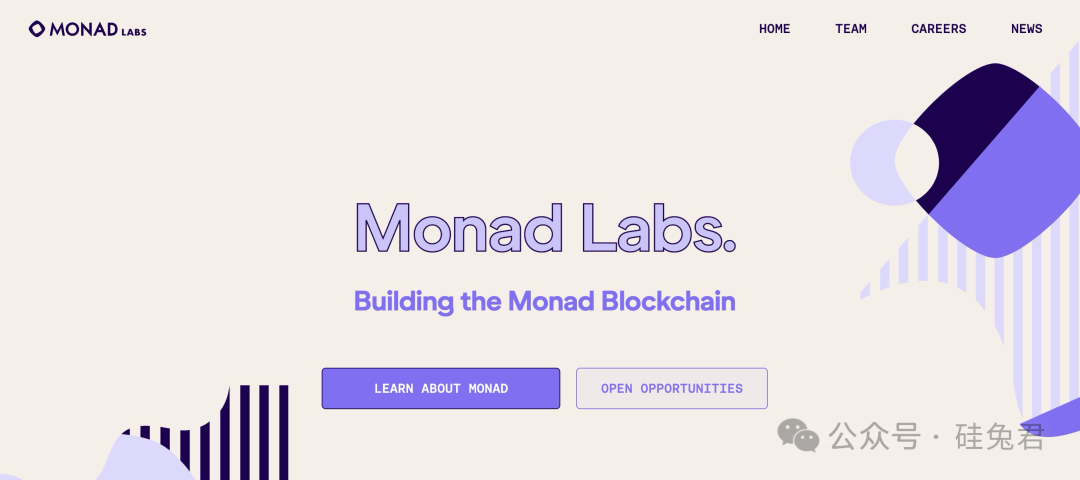 MONAD LABS
HOME TEAM CAREERS NEWS
Monad Labs.
Building the Monad Blockchain
LEARN ABOUT MONAD
OPEN OPPORTUNITIES
公众号 · 硅兔君